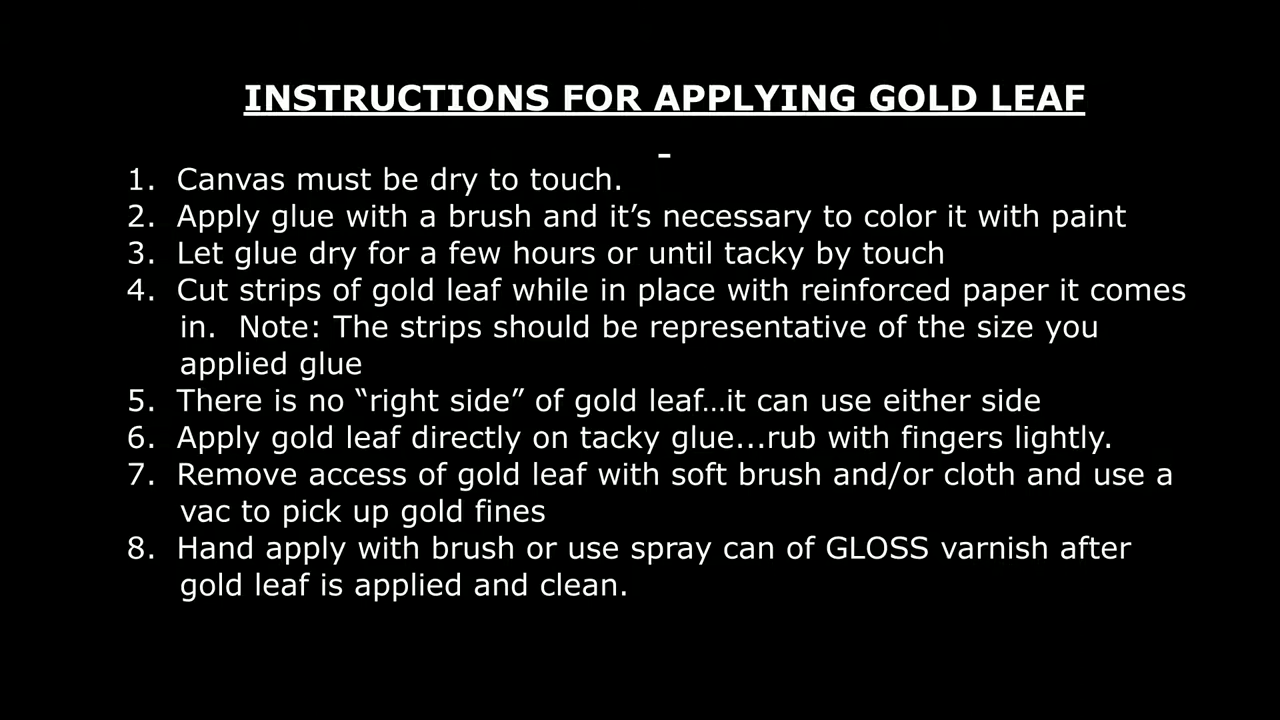 INSTRUCTIONS FOR APPLYING GOLD LEAF
1. Canvas must be dry to touch.
2. Apply glue with a brush and it’s necessary to color it with paint
3. Let glue dry for a few hours or until tacky by touch
4. Cut strips of gold leaf while in place with reinforced paper it comes
in. Note: The strips should be representative of the size you
applied glue
5. There is no “right side” of gold leaf…it can use either side
6. Apply gold leaf directly on tacky glue...rub with fingers lightly.
7. Remove access of gold leaf with soft brush and/or cloth and use a
vac to pick up gold fines
8. Hand apply with brush or use spray can of GLOSS varnish after
gold leaf is applied and clean.